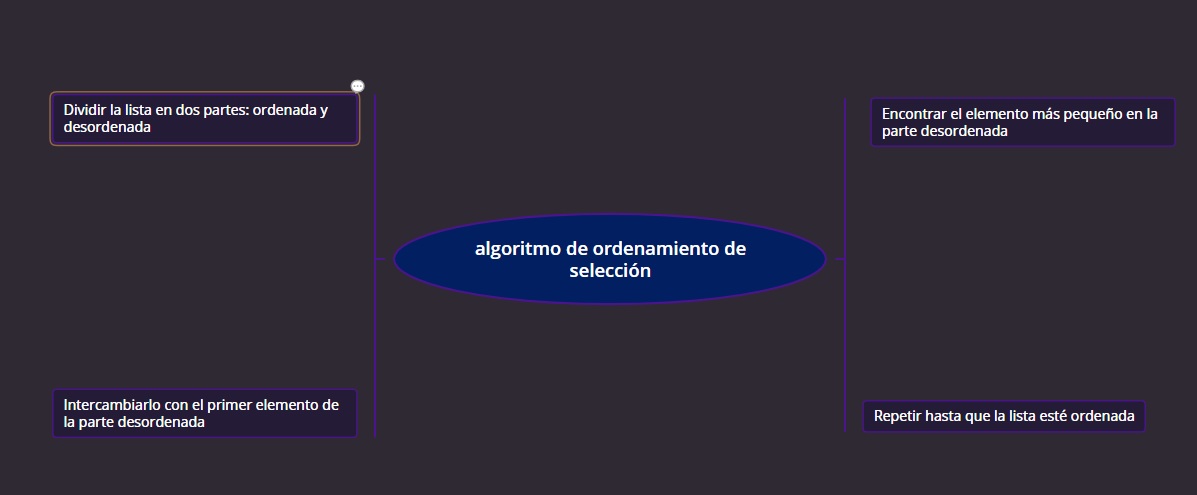 Dividir la lista en dos partes: ordenada y
desordenada
Encontrar el elemento más pequeño en la
parte desordenada
algoritmo de ordenamiento de
selección
Intercambiarlo con el primer elemento de
la parte desordenada
Repetir hasta que la lista esté ordenada